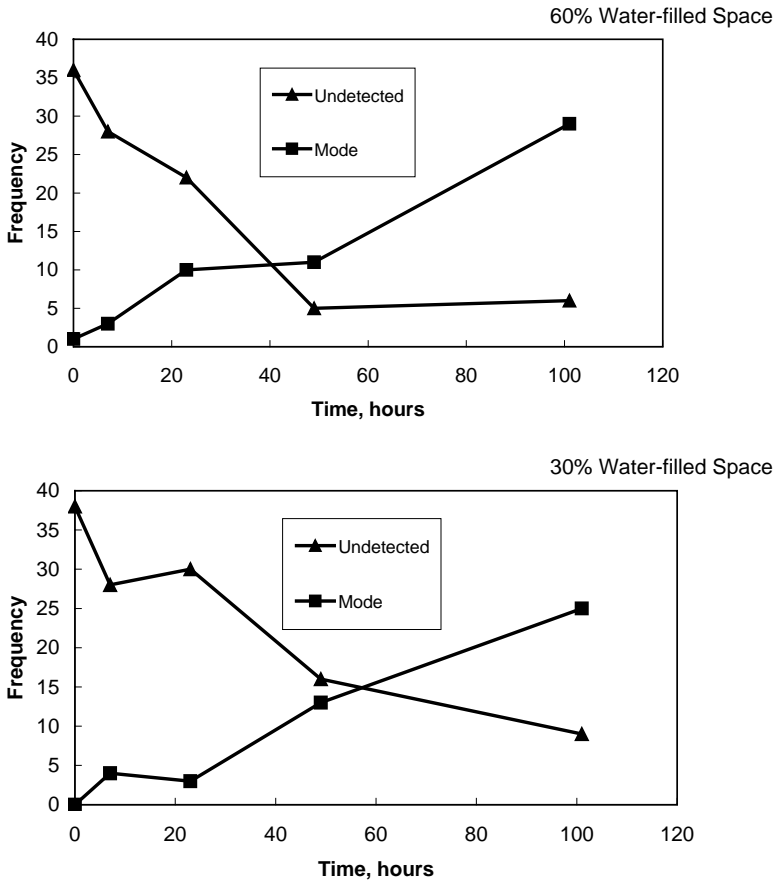 60% Water-filled Space
40
35
30
25
20
15
10
5
0
Frequency
Undetected
Mode
0 20 40 60 80 100 120
Time, hours
30% Water-filled Space
40
35
30
25
20
15
10
5
0
Frequency
Undetected
Mode
0 20 40 60 80 100 120
Time, hours